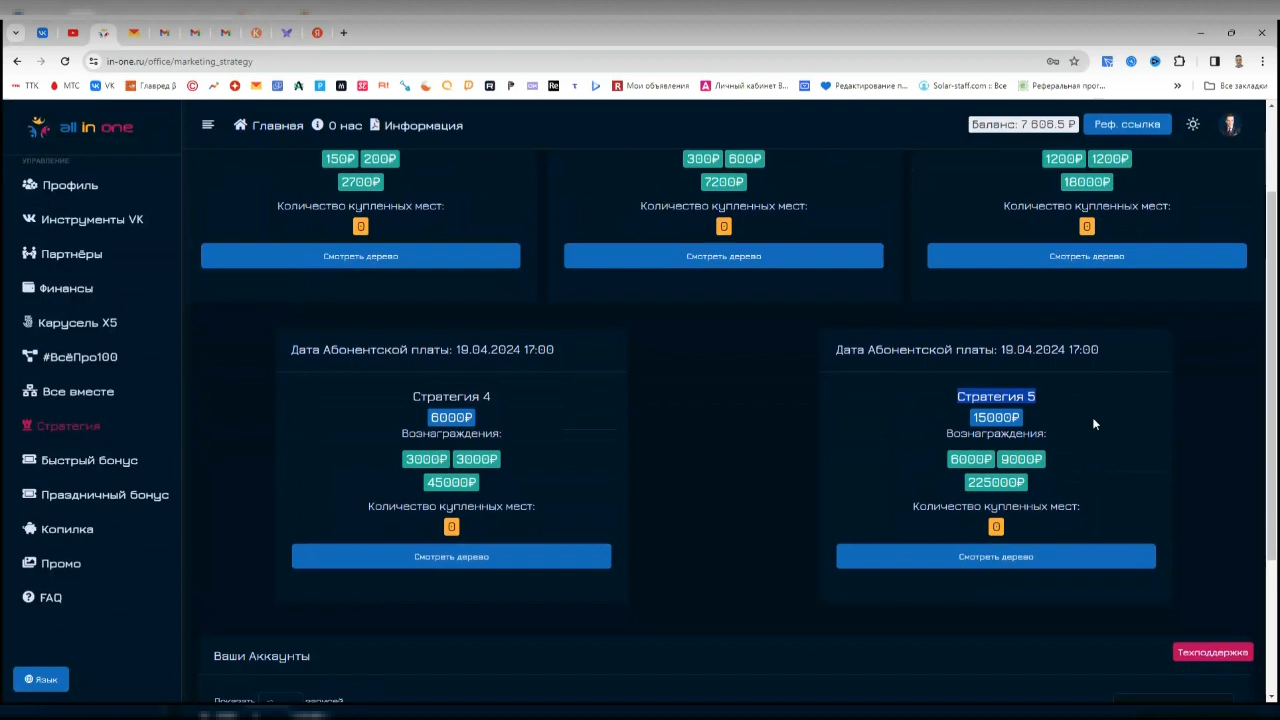 in-one.ru/office/marketing_strategy
ТТК МТС VK Главред β Мои объявления Личный кабинет В... Редактирование п... Solar-staff.com :: Все Реферальная прог... Все закладки
all in one
Главная О нас Информация
Баланс: 7 606.5 ₽ Реф. ссылка
УПРАВЛЕНИЕ
Профиль
Инструменты VK
Партнёры
Финансы
Карусель X5
#ВсёПро100
Все вместе
Стратегия
Быстрый бонус
Праздничный бонус
Копилка
Промо
FAQ
Язык
150₽ 200₽
2700₽
Количество купленных мест:
0
Смотреть дерево
300₽ 600₽
7200₽
Количество купленных мест:
0
Смотреть дерево
1200₽ 1200₽
18000₽
Количество купленных мест:
0
Смотреть дерево
Дата Абонентской платы: 19.04.2024 17:00
Стратегия 4
6000₽
Вознаграждения:
3000₽ 3000₽
45000₽
Количество купленных мест:
0
Смотреть дерево
Дата Абонентской платы: 19.04.2024 17:00
Стратегия 5
15000₽
Вознаграждения:
6000₽ 9000₽
225000₽
Количество купленных мест:
0
Смотреть дерево
Ваши Аккаунты
Техподдержка
Показать записей